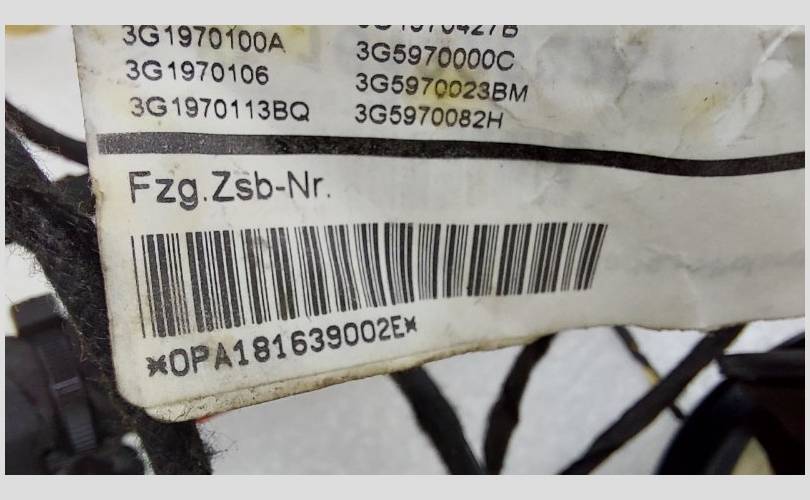 3G1970100A
3G1970106 3G5970000C
3G1970113BQ 3G5970023BM
3G5970082H
Fzg.Zsb-Nr.
*0PA181639002E*